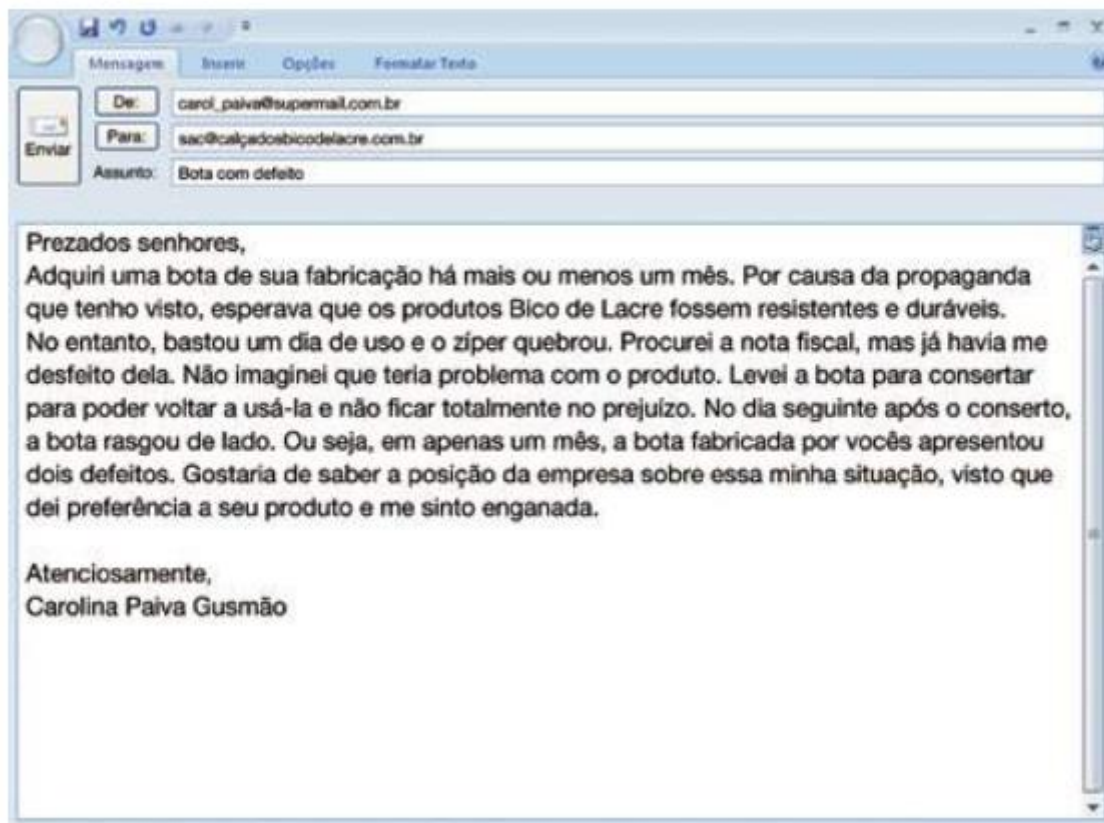 Mensagem Inserir Opções Formatar Texto
De: carol_paiva@supermail.com.br
Enviar
Para: sac@calçadosbicodelacre.com.br
Assunto: Bota com defeito
Prezados senhores,
Adquiri uma bota de sua fabricação há mais ou menos um mês. Por causa da propaganda
que tenho visto, esperava que os produtos Bico de Lacre fossem resistentes e duráveis.
No entanto, bastou um dia de uso e o zíper quebrou. Procurei a nota fiscal, mas já havia me
desfeito dela. Não imaginei que teria problema com o produto. Levei a bota para consertar
para poder voltar a usá-la e não ficar totalmente no prejuízo. No dia seguinte após o conserto,
a bota rasgou de lado. Ou seja, em apenas um mês, a bota fabricada por vocês apresentou
dois defeitos. Gostaria de saber a posição da empresa sobre essa minha situação, visto que
dei preferência a seu produto e me sinto enganada.
Atenciosamente,
Carolina Paiva Gusmão